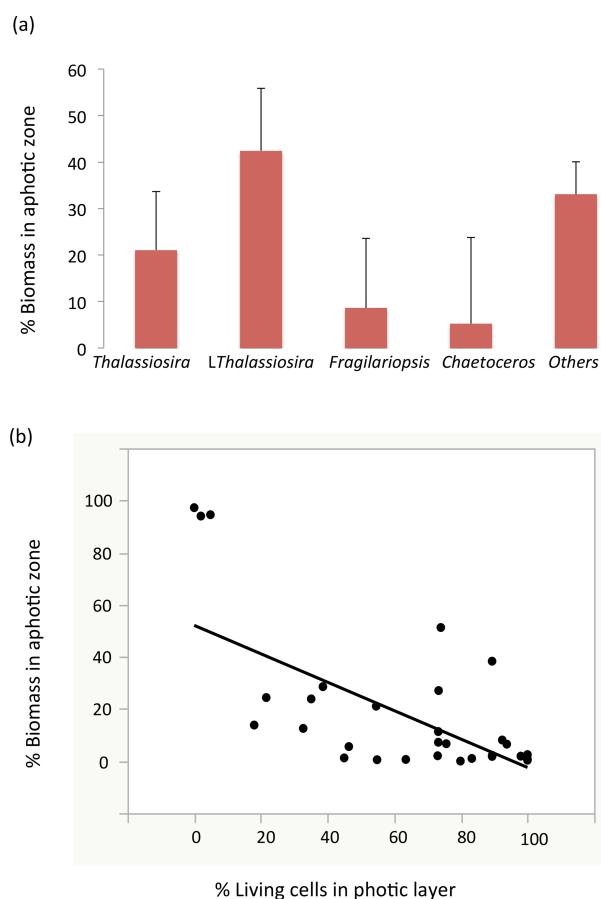 (a)
% Biomass in aphotic zone
60
50
40
30
20
10
0
Thalassiosira LThalassiosira Fragilariopsis Chaetoceros Others
(b)
% Biomass in aphotic zone
100
80
60
40
20
0
0 20 40 60 80 100
% Living cells in photic layer